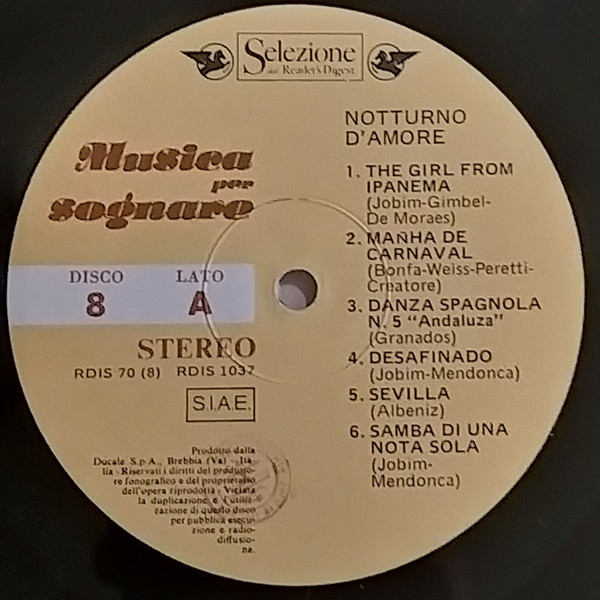 Selezione
dal Reader's Digest
Musica
per
sognare
DISCO LATO
8 A
STEREO
RDIS 70 (8) RDIS 1037
S.I.A.E.
Prodotto dalla
Ducale S.p.A., Brebbia (Va) - Ita-
lia - Riservati i diritti del produtto-
re fonografico e del proprietario
dell'opera riprodotta - Vietata
la duplicazione e l'utiliz-
zazione di questo disco
per pubblica esecu-
zione e radio-
diffusio-
ne.
NOTTURNO
D'AMORE
1. THE GIRL FROM
IPANEMA
(Jobim-Gimbel-
De Moraes)
2. MAÑHA DE
CARNAVAL
(Bonfa-Weiss-Peretti-
Creatore)
3. DANZA SPAGNOLA
N. 5 "Andaluza"
(Granados)
4. DESAFINADO
(Jobim-Mendonca)
5. SEVILLA
(Albeniz)
6. SAMBA DI UNA
NOTA SOLA
(Jobim-
Mendonca)